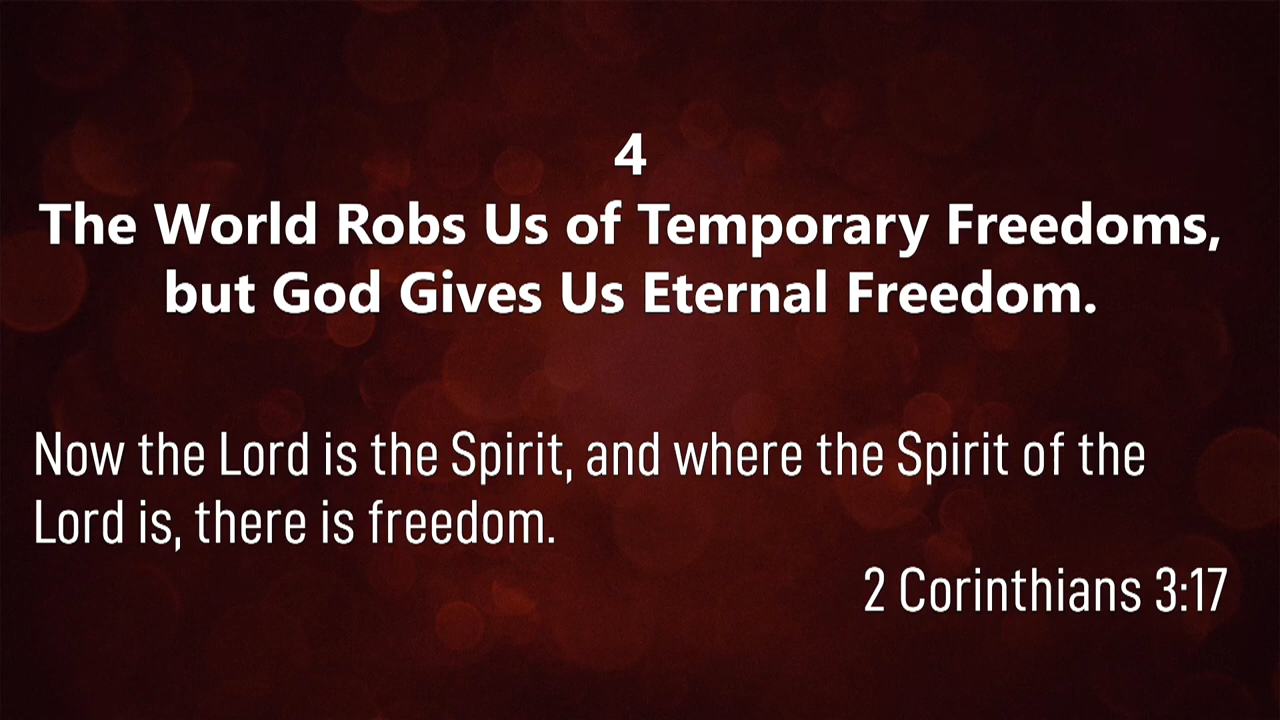 4
The World Robs Us of Temporary Freedoms,
but God Gives Us Eternal Freedom.
Now the Lord is the Spirit, and where the Spirit of the
Lord is, there is freedom.
2 Corinthians 3:17